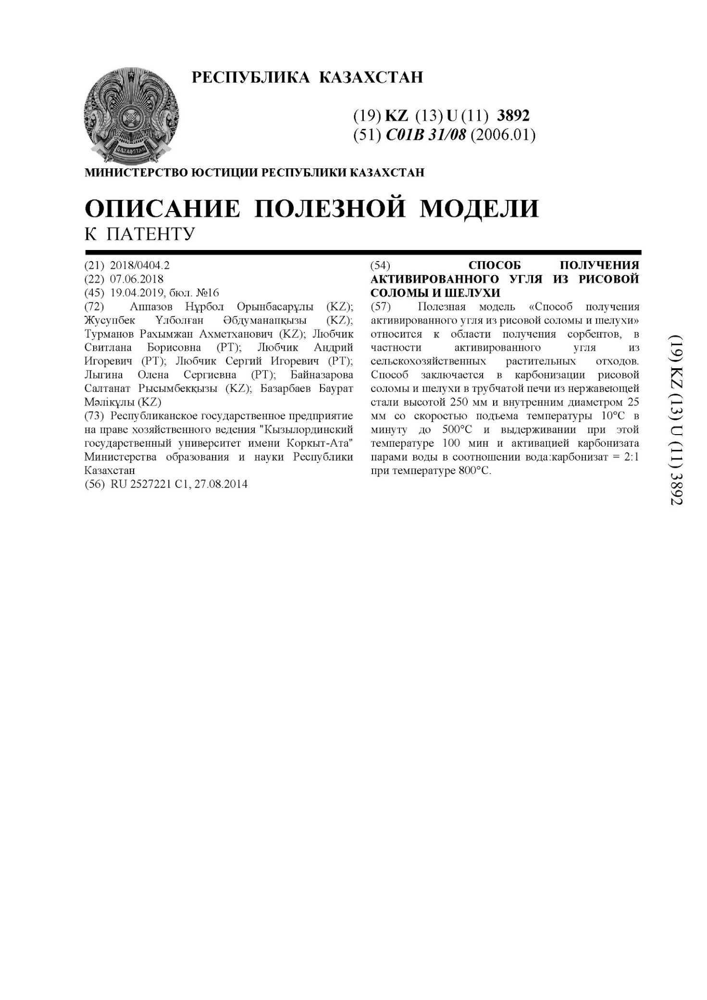 РЕСПУБЛИКА КАЗАХСТАН
(19) KZ (13) U (11) 3892
(51) C01B 31/08 (2006.01)
QAZAQSTAN
МИНИСТЕРСТВО ЮСТИЦИИ РЕСПУБЛИКИ КАЗАХСТАН
ОПИСАНИЕ ПОЛЕЗНОЙ МОДЕЛИ
К ПАТЕНТУ
(21) 2018/0404.2
(22) 07.06.2018
(45) 19.04.2019, бюл. №16
(72) Аппазов Нұрбол Орынбасарұлы (KZ);
Жусупбек Ұлболған Әбдуманапқызы (KZ);
Турманов Рахымжан Ахметханович (KZ); Любчик
Свитлана Борисовна (PT); Любчик Андрий
Игоревич (PT); Любчик Сергий Игоревич (PT);
Лыгина Олена Сергиевна (PT); Байназарова
Салтанат Рысымбекқызы (KZ); Базарбаев Баурат
Мәлікұлы (KZ)
(73) Республиканское государственное предприятие
на праве хозяйственного ведения "Кызылординский
государственный университет имени Коркыт-Ата"
Министерства образования и науки Республики
Казахстан
(56) RU 2527221 C1, 27.08.2014
(54) СПОСОБ ПОЛУЧЕНИЯ
АКТИВИРОВАННОГО УГЛЯ ИЗ РИСОВОЙ
СОЛОМЫ И ШЕЛУХИ
(57) Полезная модель «Способ получения
активированного угля из рисовой соломы и шелухи»
относится к области получения сорбентов, в
частности активированного угля из
сельскохозяйственных растительных отходов.
Способ заключается в карбонизации рисовой
соломы и шелухи в трубчатой печи из нержавеющей
стали высотой 250 мм и внутренним диаметром 25
мм со скоростью подъема температуры 10°С в
минуту до 500°С и выдерживании при этой
температуре 100 мин и активацией карбонизата
парами воды в соотношении вода:карбонизат = 2:1
при температуре 800°С.
(19) KZ (13) U (11) 3892